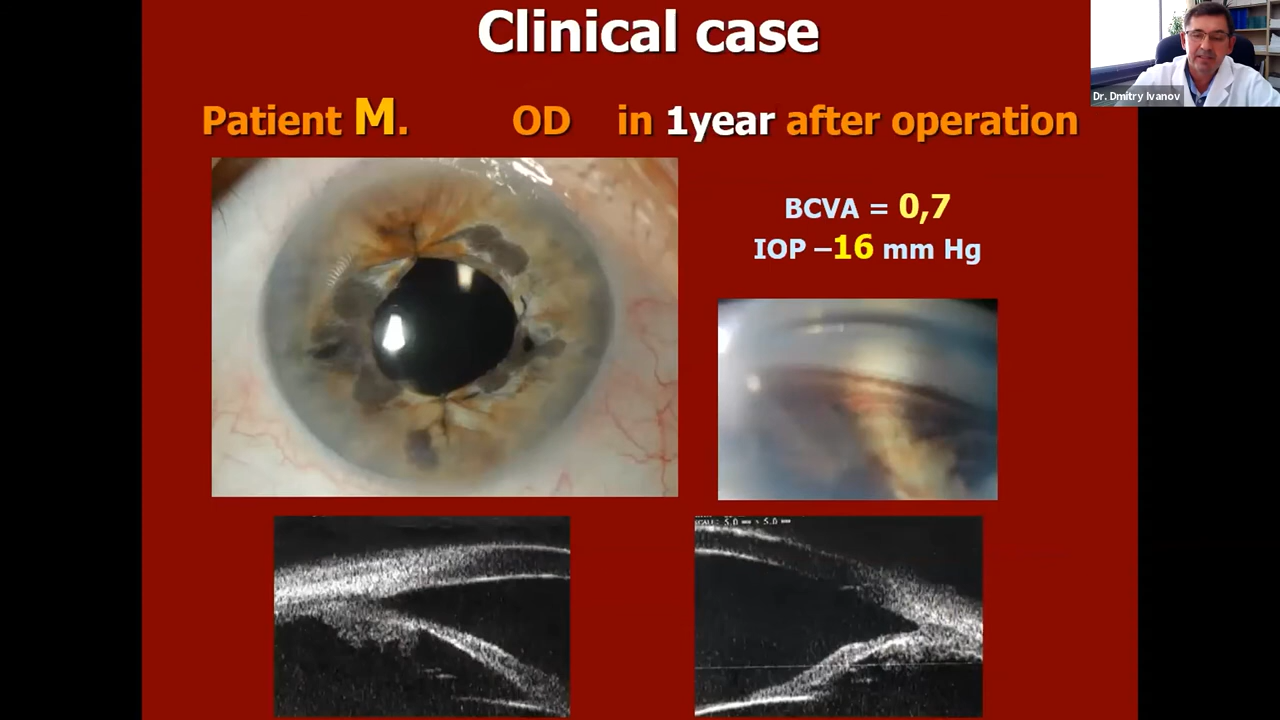 Clinical case
Dr. Dmitry Ivanov
Patient M. OD in 1year after operation
BCVA = 0,7
IOP –16 mm Hg